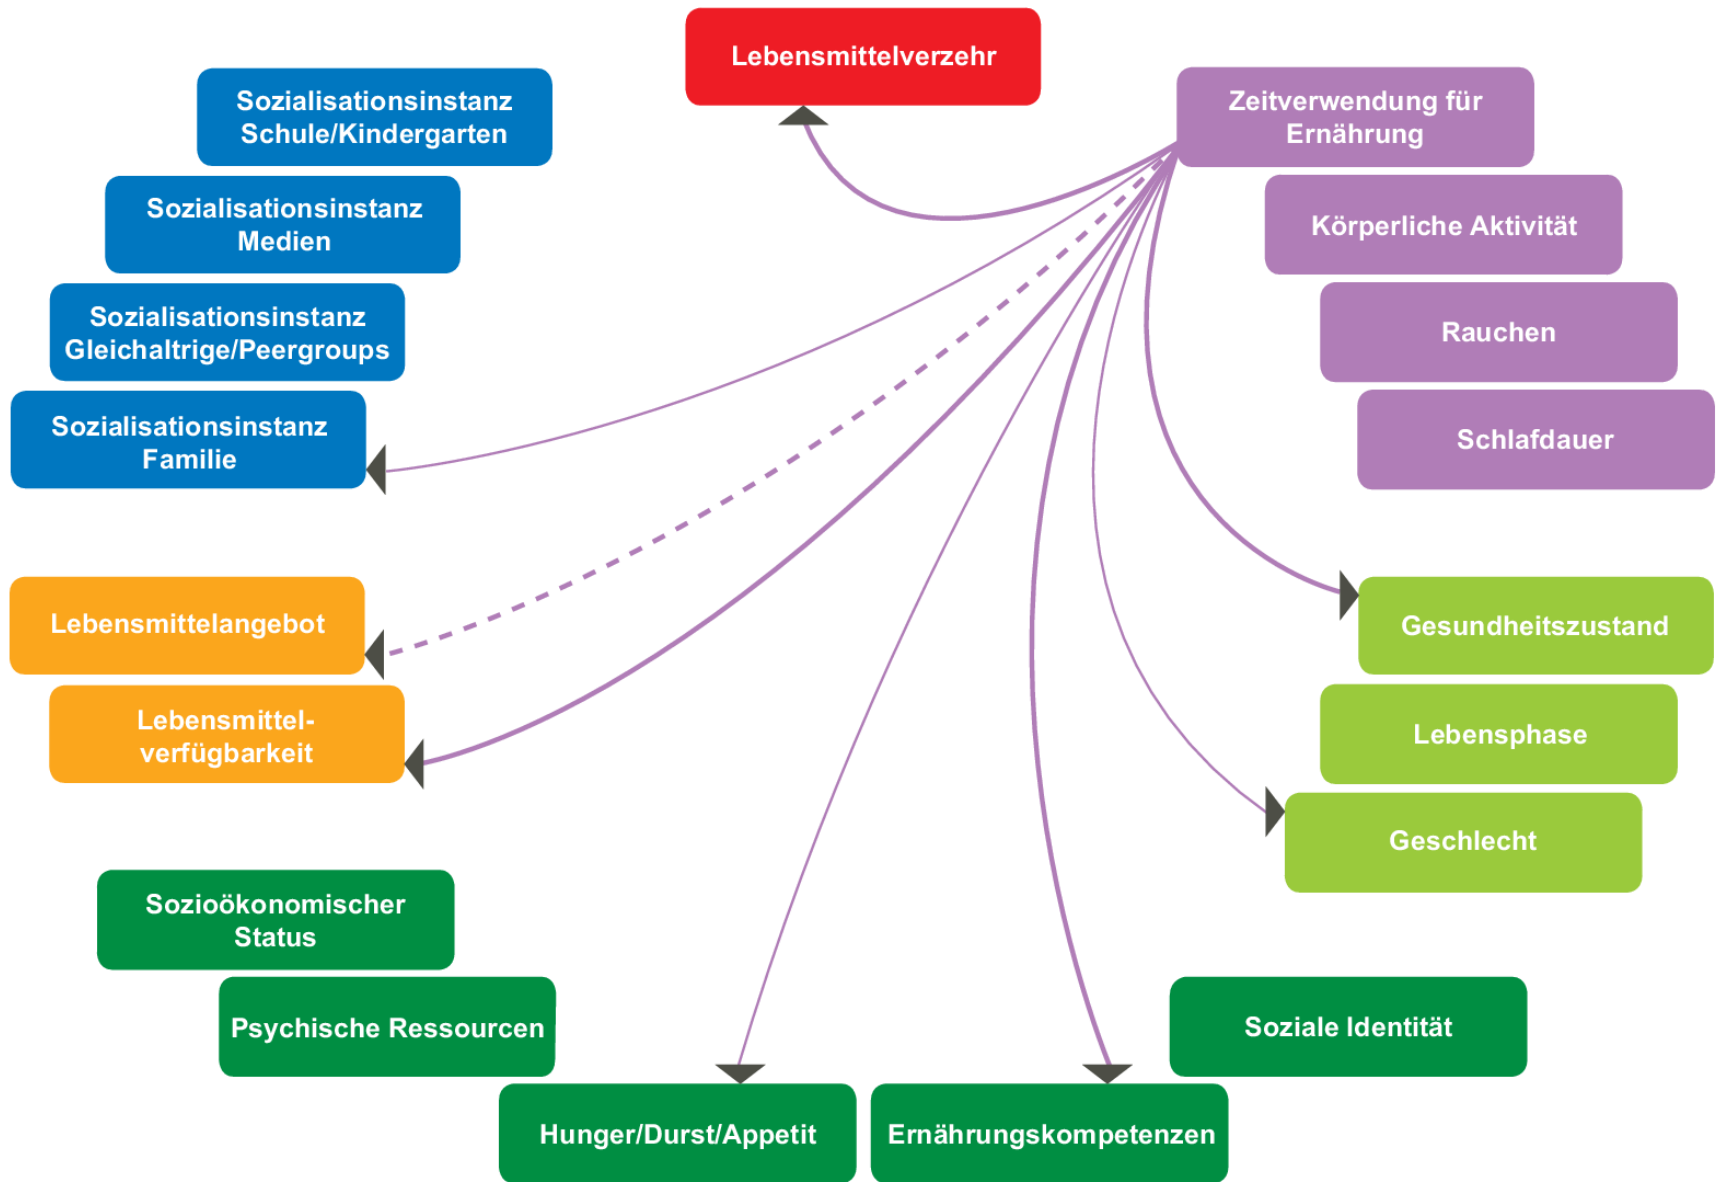 Lebensmittelverzehr
Sozialisationsinstanz
Schule/Kindergarten
Sozialisationsinstanz
Medien
Sozialisationsinstanz
Gleichaltrige/Peergroups
Sozialisationsinstanz
Familie
Zeitverwendung für
Ernährung
Körperliche Aktivität
Rauchen
Schlafdauer
Lebensmittelangebot
Lebensmittel-
verfügbarkeit
Gesundheitszustand
Lebensphase
Geschlecht
Sozioökonomischer
Status
Psychische Ressourcen
Hunger/Durst/Appetit
Ernährungskompetenzen
Soziale Identität